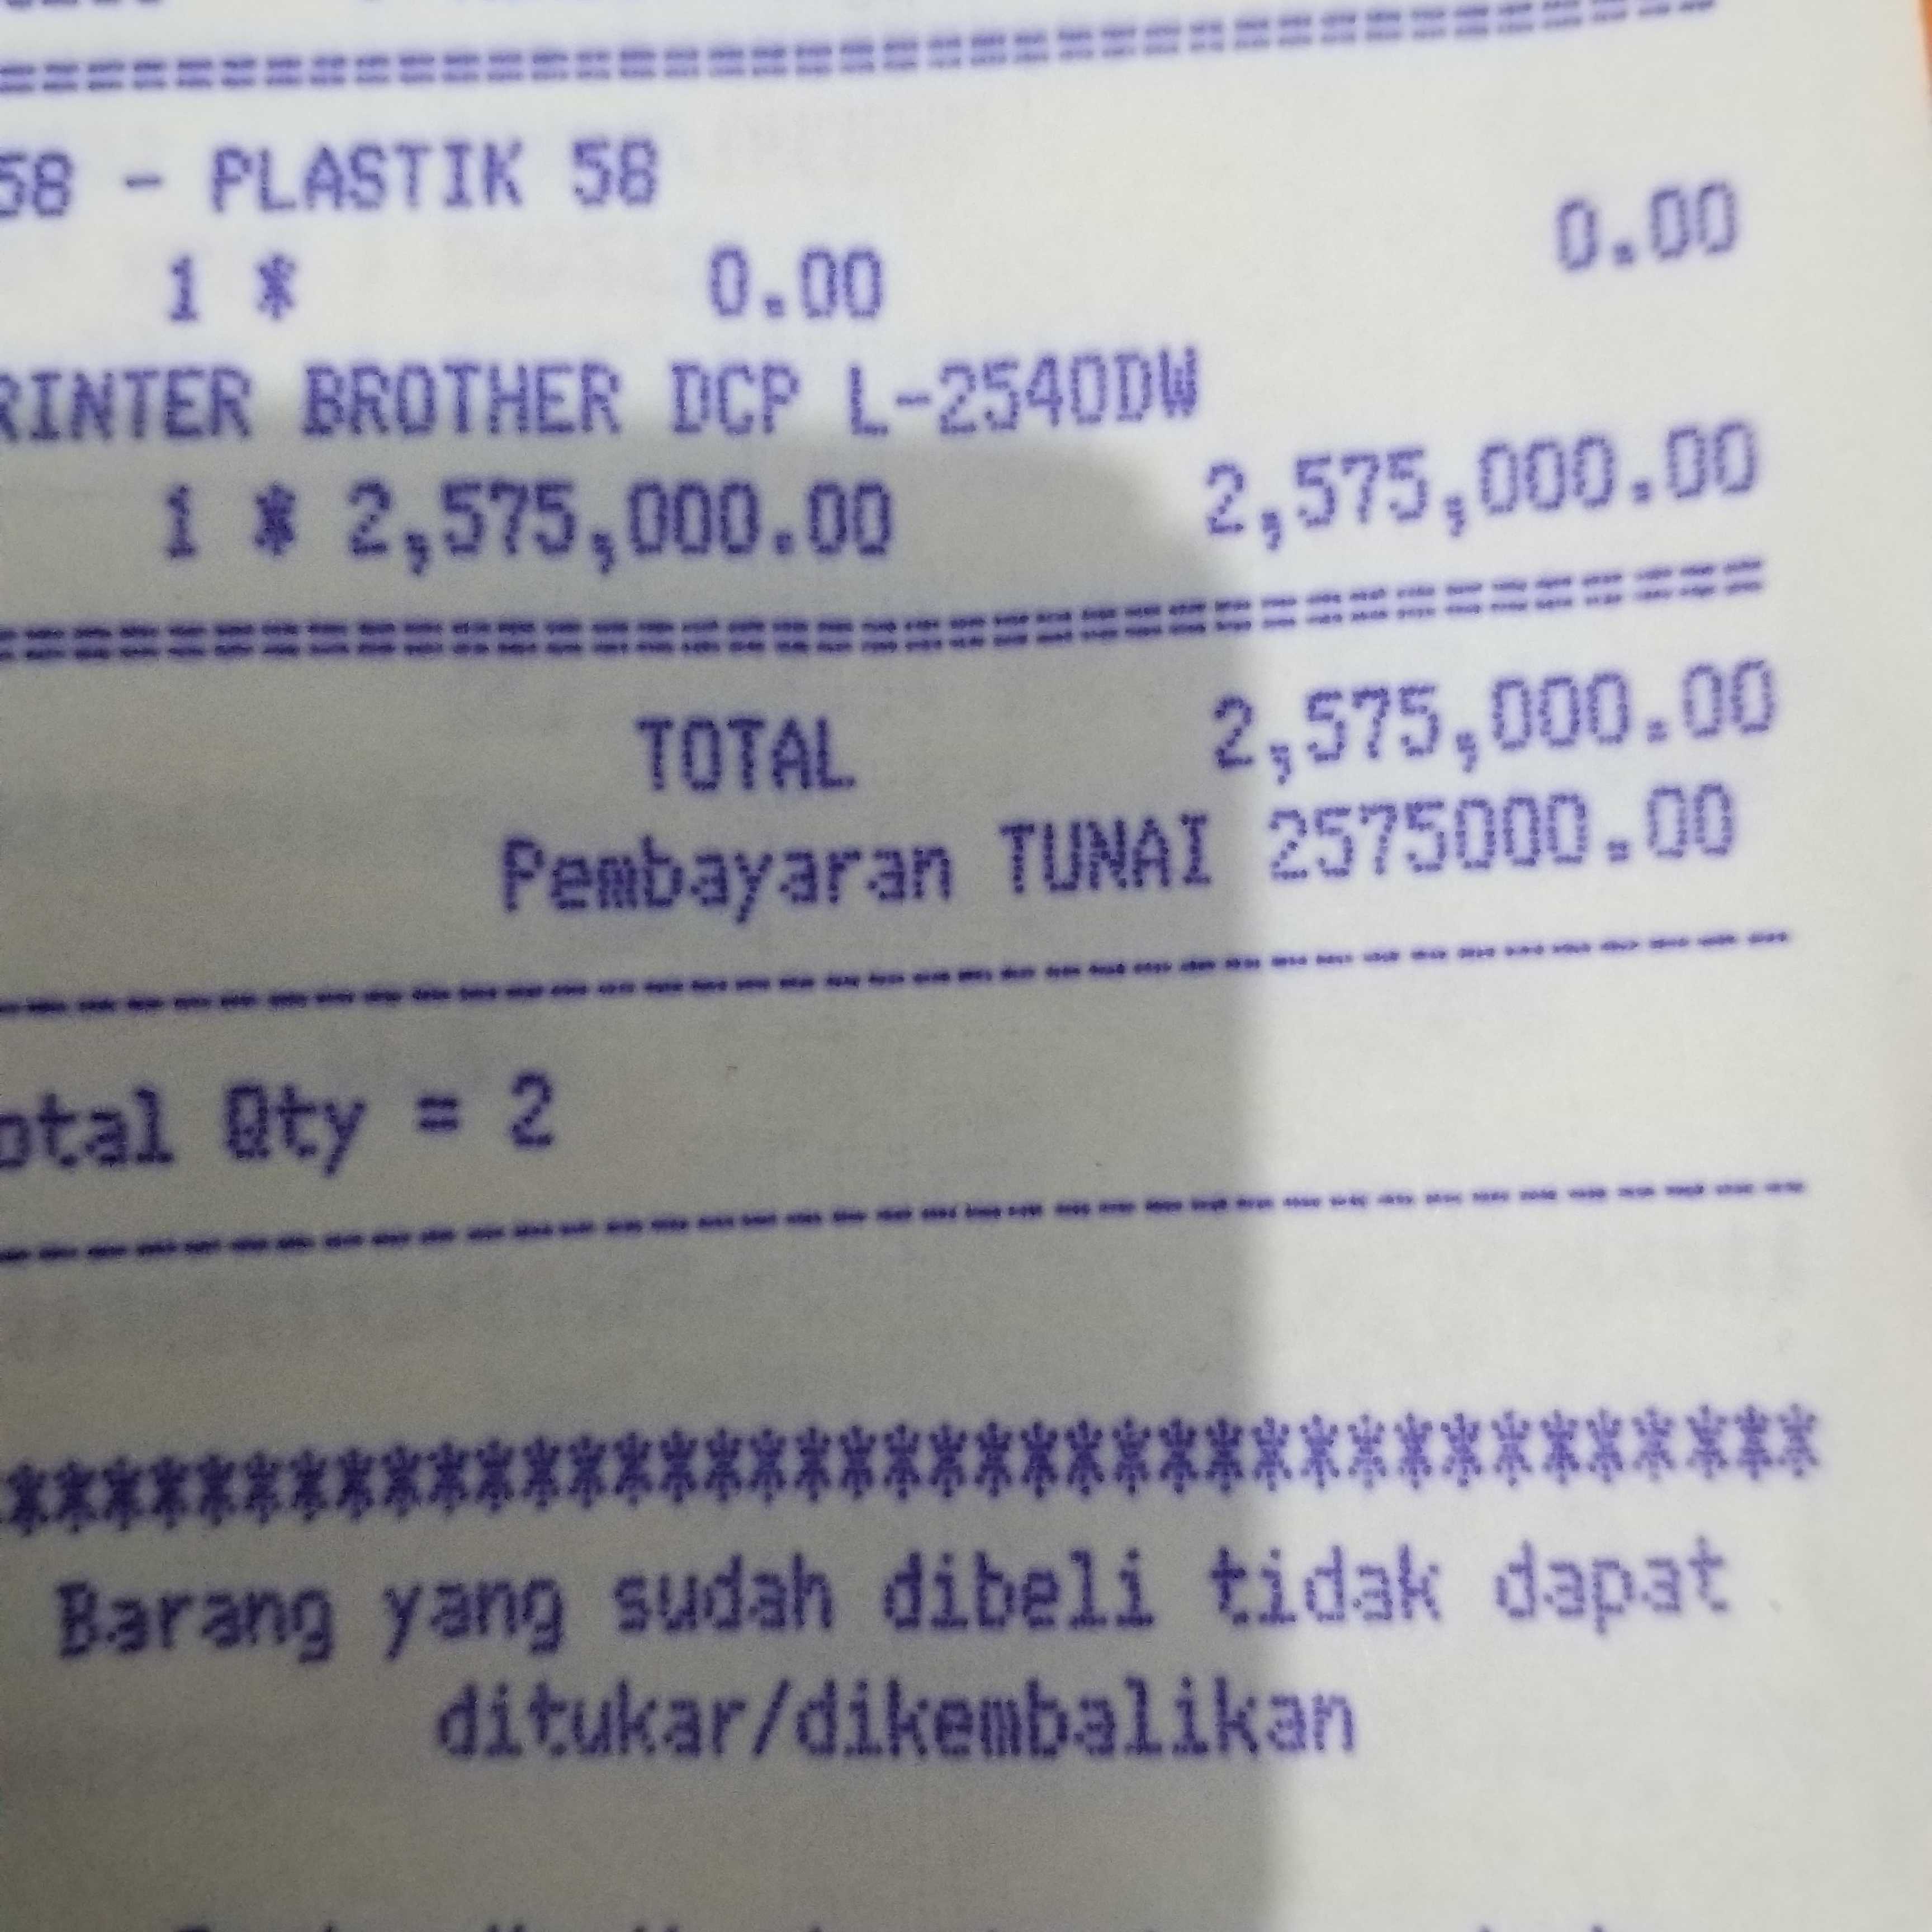 ==========================================
58 - PLASTIK 58
1 * 0.00 0.00
RINTER BROTHER DCP L-2540DW
1 * 2,575,000.00 2,575,000.00
==========================================
TOTAL 2,575,000.00
Pembayaran TUNAI 2575000.00
------------------------------------------
otal Qty = 2
------------------------------------------
***************************************
Barang yang sudah dibeli tidak dapat
ditukar/dikembalikan